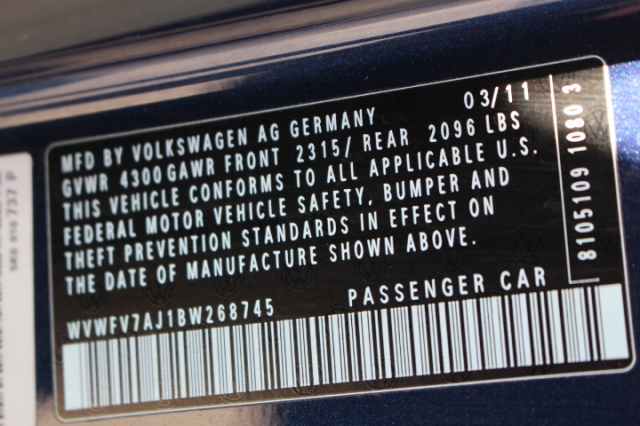 MFD BY VOLKSWAGEN AG GERMANY 03/11
GVWR 4300 GAWR FRONT 2315/ REAR 2096 LBS
THIS VEHICLE CONFORMS TO ALL APPLICABLE U.S.
FEDERAL MOTOR VEHICLE SAFETY, BUMPER AND
THEFT PREVENTION STANDARDS IN EFFECT ON
THE DATE OF MANUFACTURE SHOWN ABOVE.
WVWFV7AJ1BW268745 PASSENGER CAR
8105109 1080 3